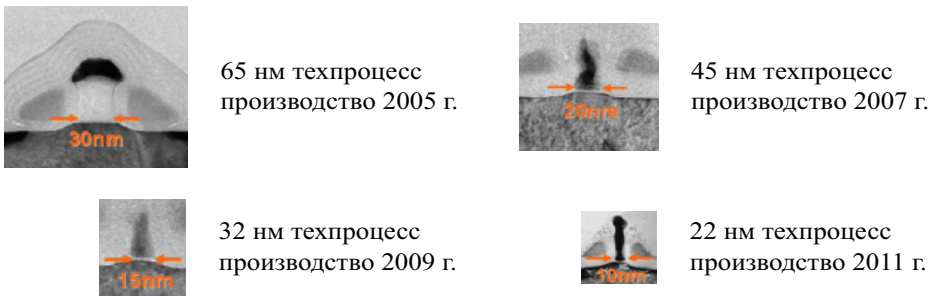 30nm
65 нм техпроцесс
производство 2005 г.
20nm
45 нм техпроцесс
производство 2007 г.
15nm
32 нм техпроцесс
производство 2009 г.
10nm
22 нм техпроцесс
производство 2011 г.